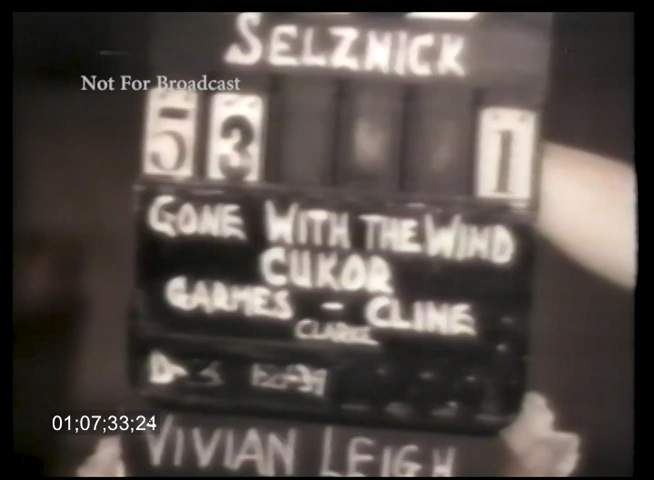 SELZNICK
Not For Broadcast
5 3 1
GONE WITH THE WIND
CUKOR
GARMES - CLINE
CLARKE
01;07;33;24
VIVIAN LEIGH